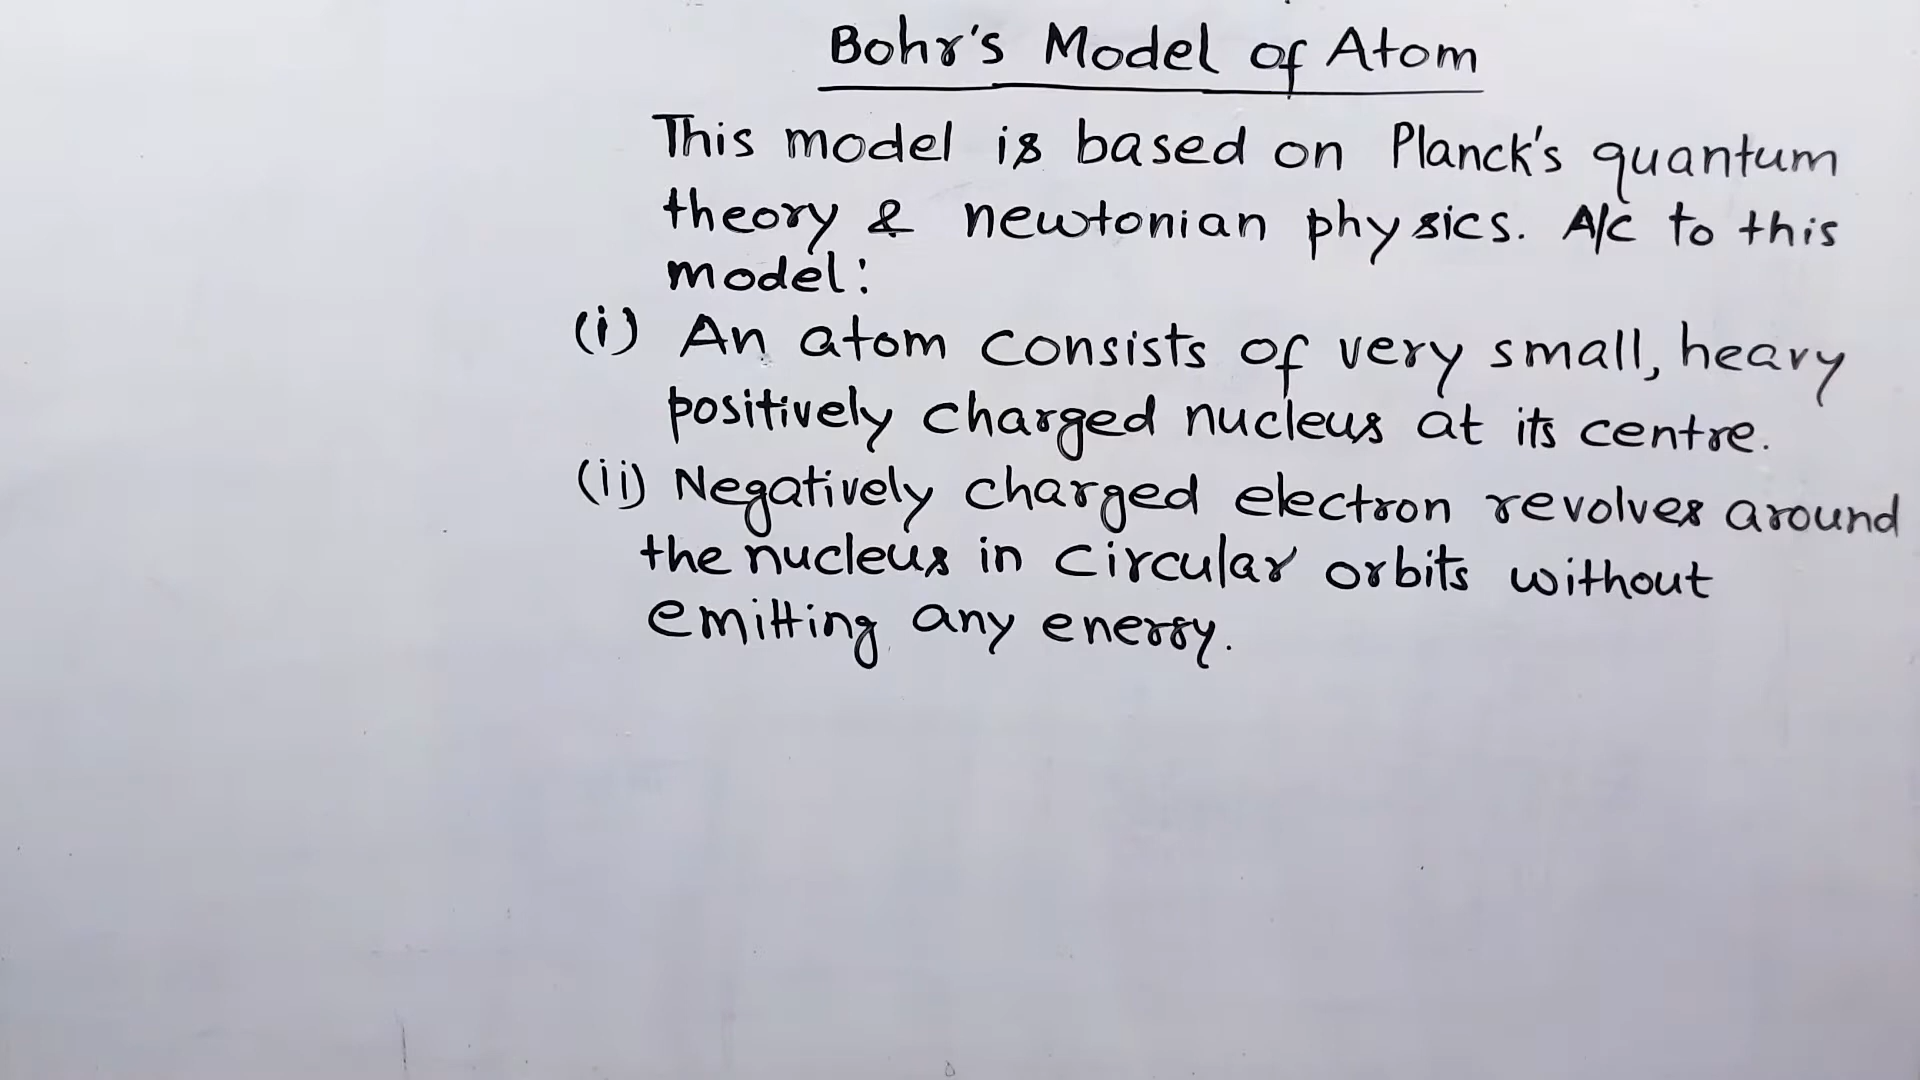 Bohr's Model of Atom
This model is based on Planck's quantum
theory & newtonian physics. A/c to this
model:
(i) An atom consists of very small, heavy
positively charged nucleus at its centre.
(ii) Negatively charged electron revolves around
the nucleus in circular orbits without
emitting any energy.